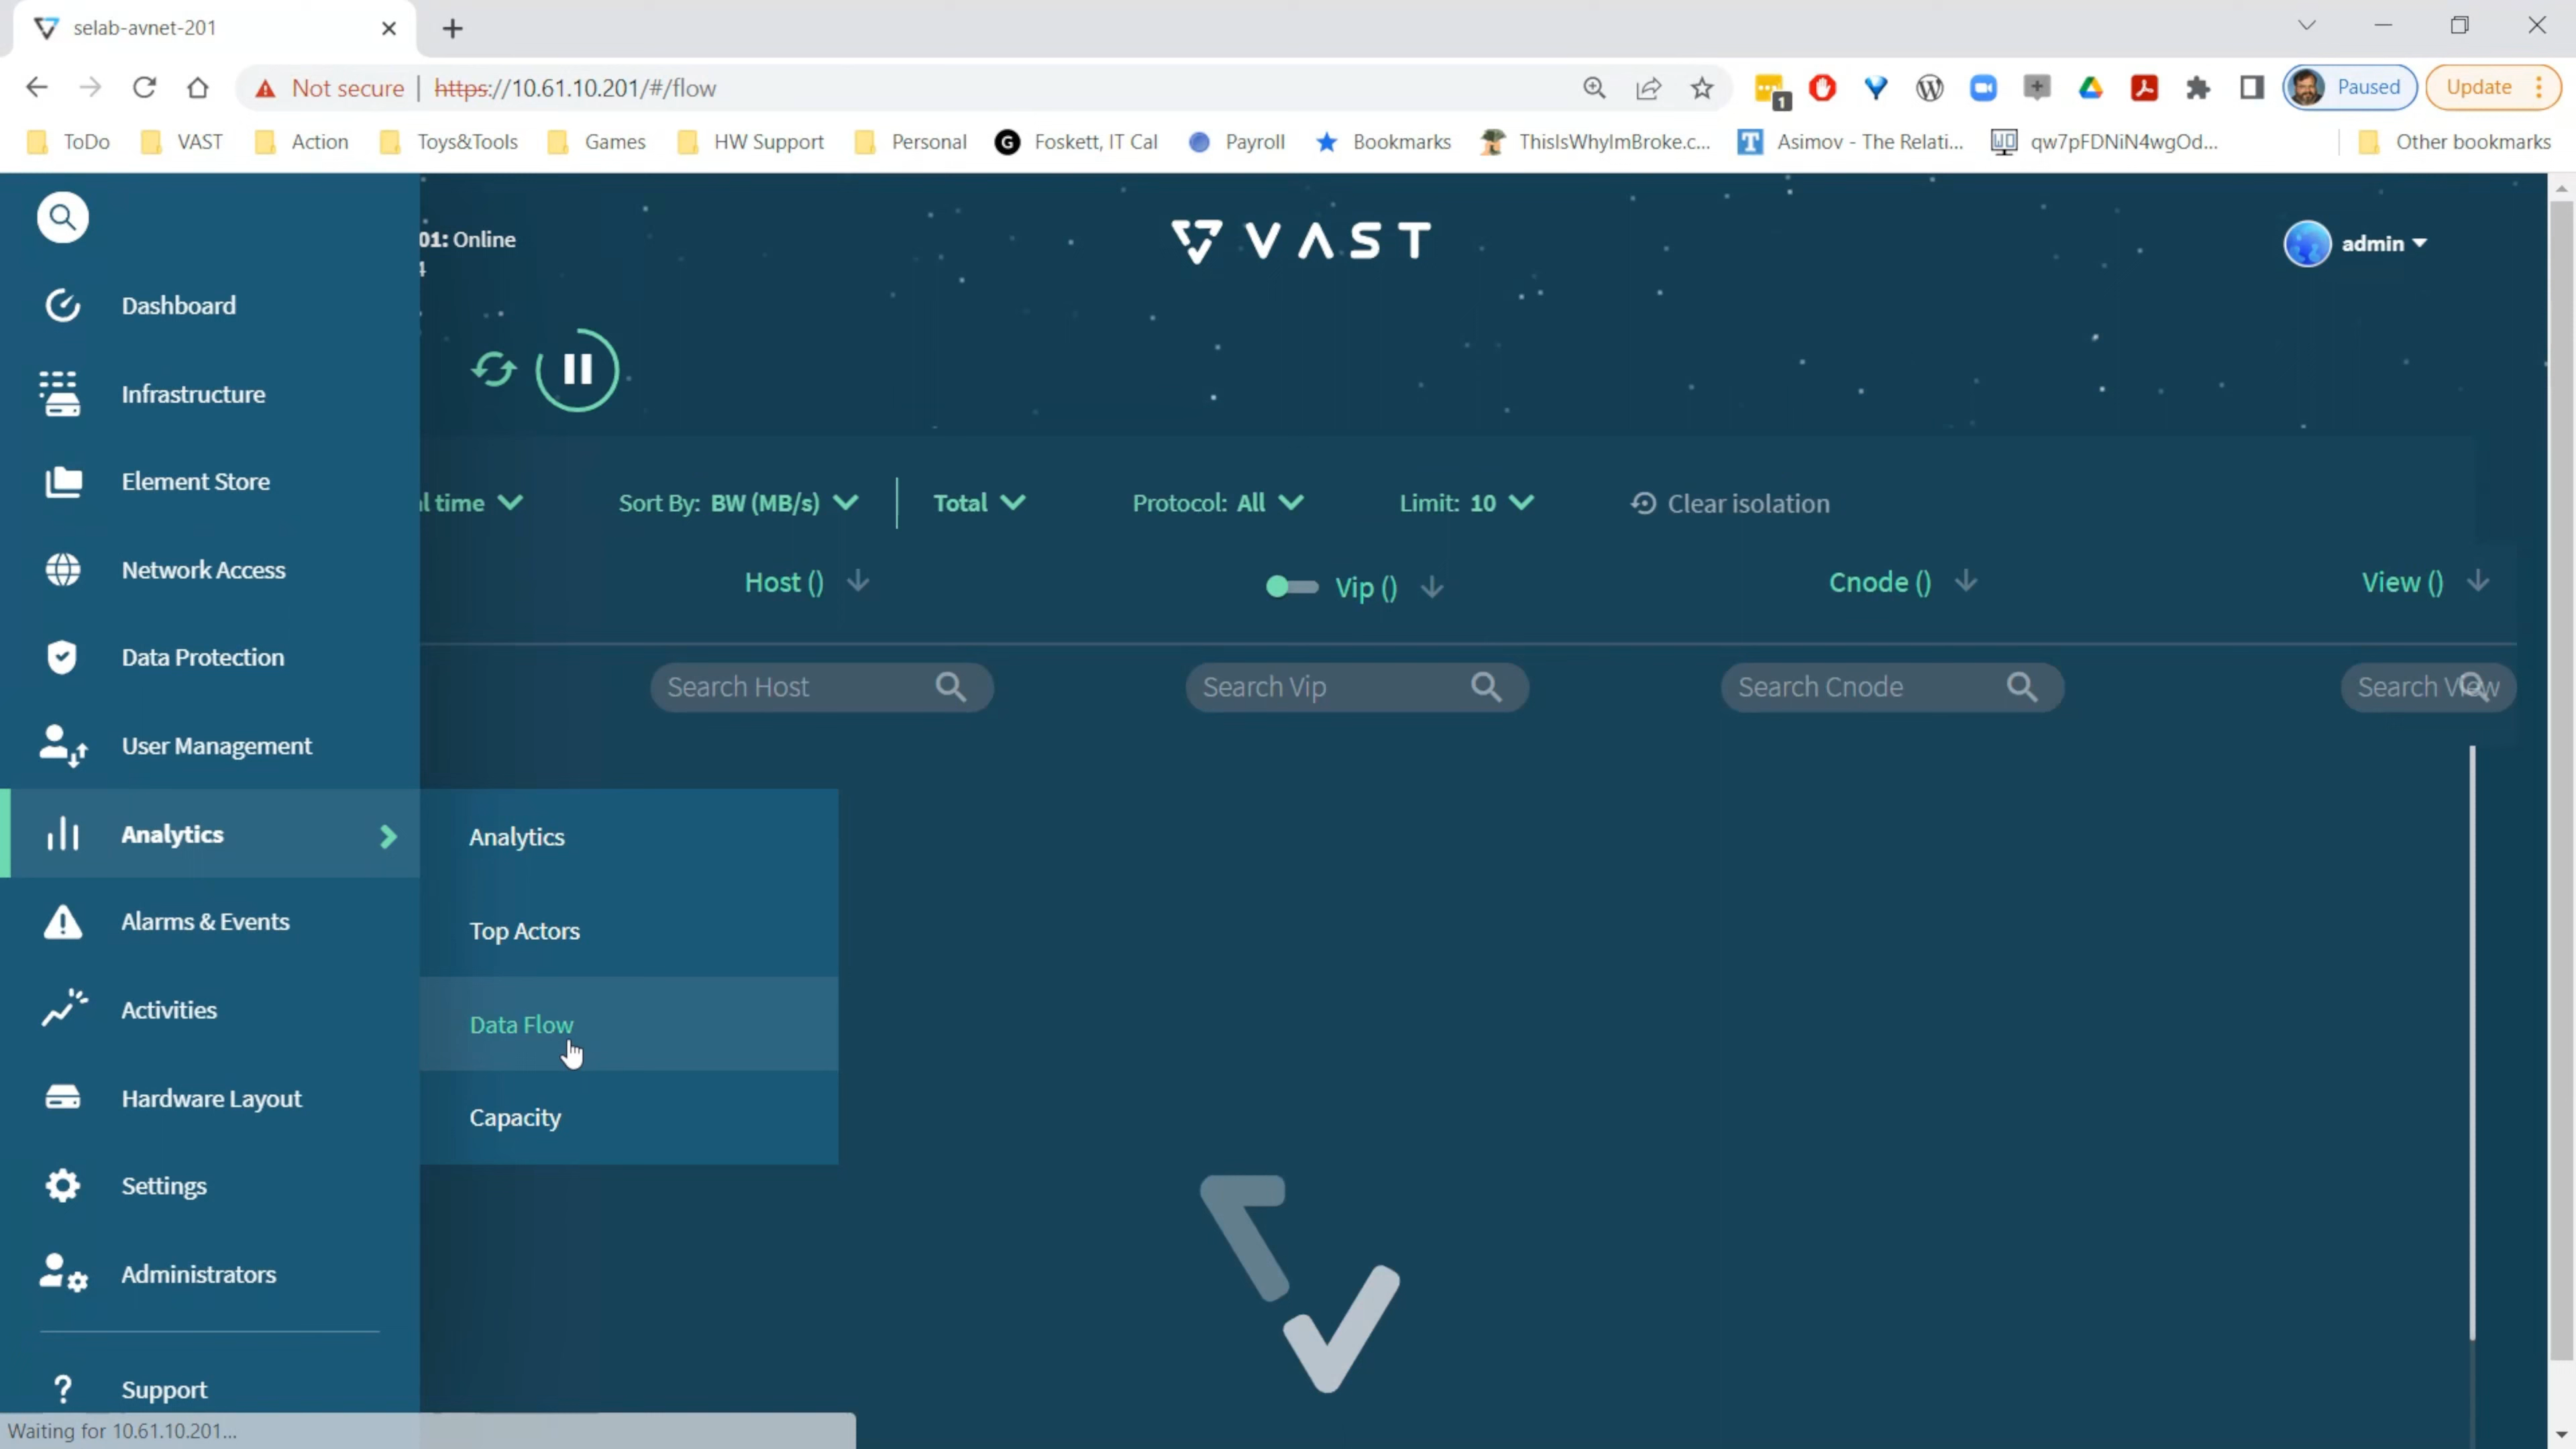 selab-avnet-201
Not secure
https://10.61.10.201/#/flow
1
Paused
Update
ToDo
VAST
Action
Toys&Tools
Games
HW Support
Personal
G
Foskett, IT Cal
Payroll
Bookmarks
ThisIsWhyImBroke.c...
T
Asimov - The Relati...
qw7pFDNiN4wgOd...
Other bookmarks
01: Online
4
VAST
admin
Dashboard
Infrastructure
Element Store
Network Access
Data Protection
User Management
Analytics
Alarms & Events
Activities
Hardware Layout
Settings
Administrators
Support
Analytics
Top Actors
Data Flow
Capacity
l time
Sort By: BW (MB/s)
Total
Protocol: All
Limit: 10
Clear isolation
Host ()
Vip ()
Cnode ()
View ()
Search Host
Search Vip
Search Cnode
Search View
Waiting for 10.61.10.201...